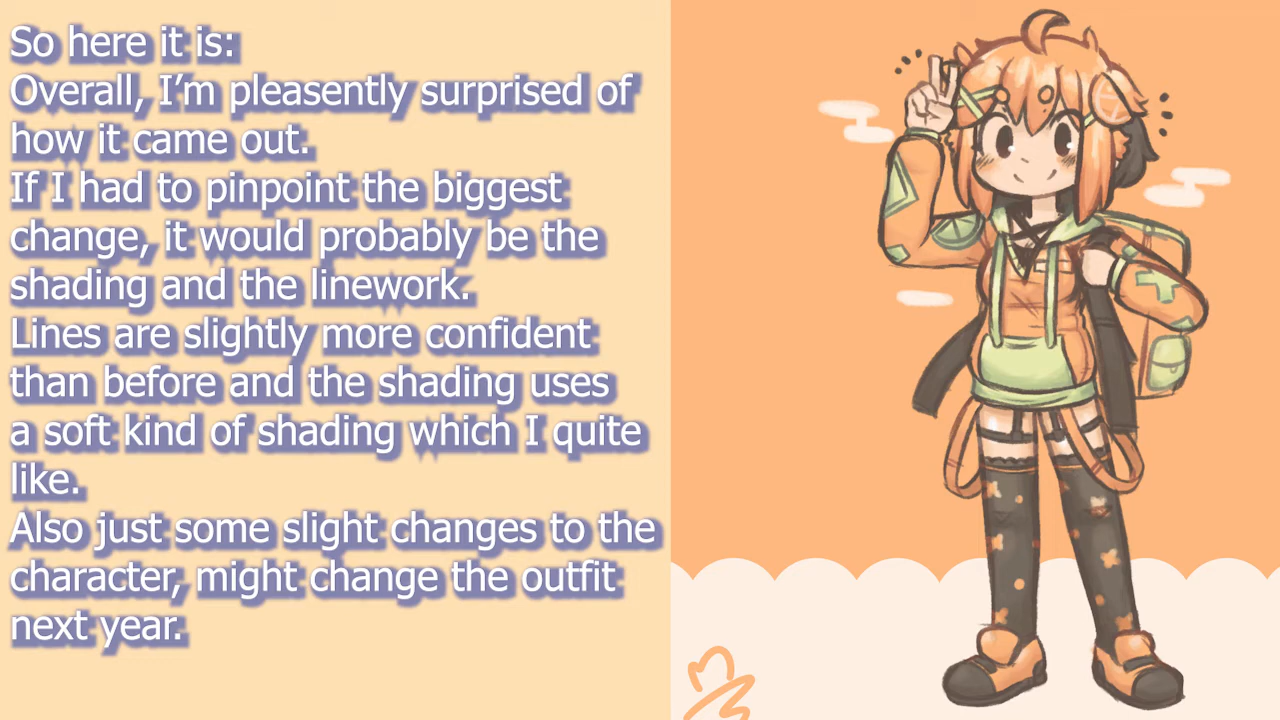 So here it is:
Overall, I’m pleasently surprised of
how it came out.
If I had to pinpoint the biggest
change, it would probably be the
shading and the linework.
Lines are slightly more confident
than before and the shading uses
a soft kind of shading which I quite
like.
Also just some slight changes to the
character, might change the outfit
next year.